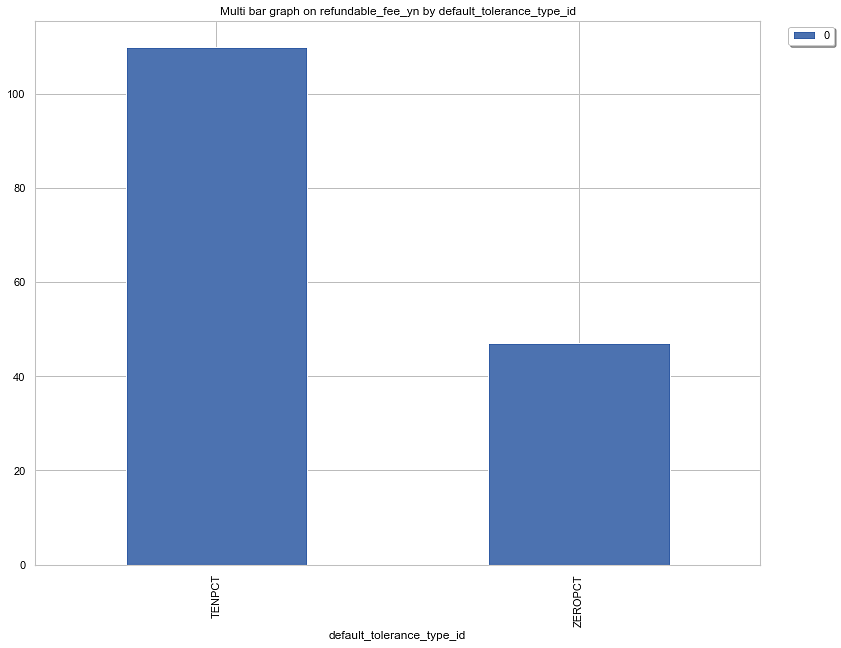 Multi bar graph on refundable_fee_yn by default_tolerance_type_id
0
100
80
60
40
20
0
TENPCT
ZEROPCT
default_tolerance_type_id